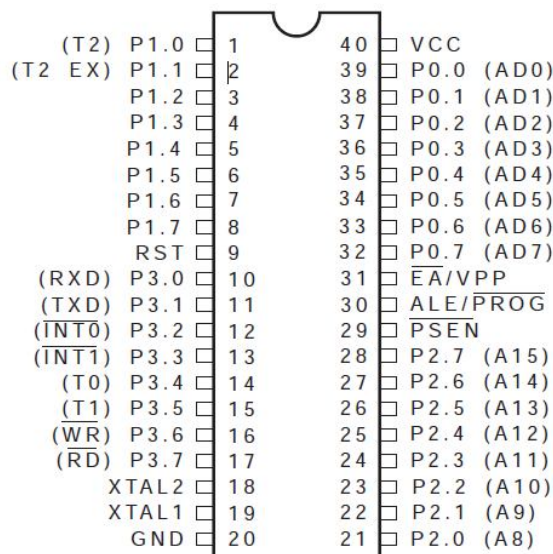 (T2) P1.0 1 40 VCC
(T2 EX) P1.1 2 39 P0.0 (AD0)
P1.2 3 38 P0.1 (AD1)
P1.3 4 37 P0.2 (AD2)
P1.4 5 36 P0.3 (AD3)
P1.5 6 35 P0.4 (AD4)
P1.6 7 34 P0.5 (AD5)
P1.7 8 33 P0.6 (AD6)
RST 9 32 P0.7 (AD7)
(RXD) P3.0 10 31 E̅A̅/VPP
(TXD) P3.1 11 30 ALE/P̅R̅O̅G̅
(I̅N̅T̅0̅) P3.2 12 29 P̅S̅E̅N̅
(I̅N̅T̅1̅) P3.3 13 28 P2.7 (A15)
(T0) P3.4 14 27 P2.6 (A14)
(T1) P3.5 15 26 P2.5 (A13)
(W̅R̅) P3.6 16 25 P2.4 (A12)
(R̅D̅) P3.7 17 24 P2.3 (A11)
XTAL2 18 23 P2.2 (A10)
XTAL1 19 22 P2.1 (A9)
GND 20 21 P2.0 (A8)